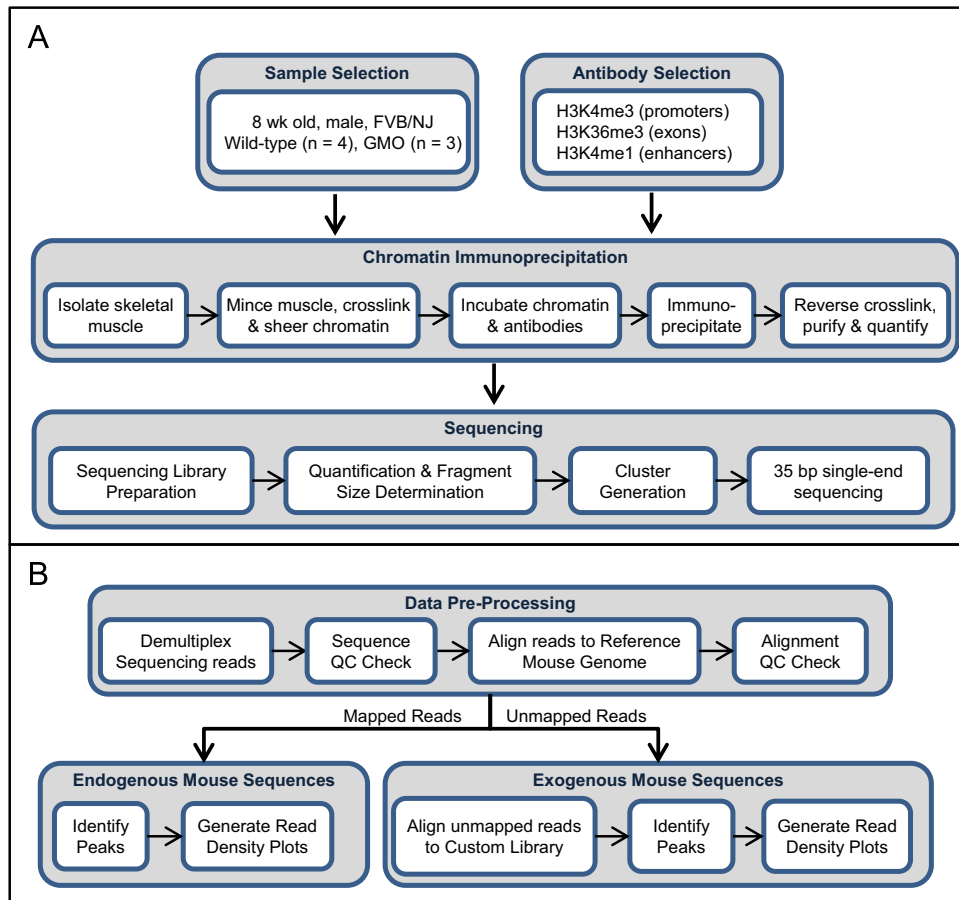 A
Sample Selection
8 wk old, male, FVB/NJ
Wild-type (n = 4), GMO (n = 3)
Antibody Selection
H3K4me3 (promoters)
H3K36me3 (exons)
H3K4me1 (enhancers)
Chromatin Immunoprecipitation
Isolate skeletal
muscle
Mince muscle, crosslink
& sheer chromatin
Incubate chromatin
& antibodies
Immuno-
precipitate
Reverse crosslink,
purify & quantify
Sequencing
Sequencing Library
Preparation
Quantification & Fragment
Size Determination
Cluster
Generation
35 bp single-end
sequencing
B
Data Pre-Processing
Demultiplex
Sequencing reads
Sequence
QC Check
Align reads to Reference
Mouse Genome
Alignment
QC Check
Mapped Reads
Unmapped Reads
Endogenous Mouse Sequences
Identify
Peaks
Generate Read
Density Plots
Exogenous Mouse Sequences
Align unmapped reads
to Custom Library
Identify
Peaks
Generate Read
Density Plots